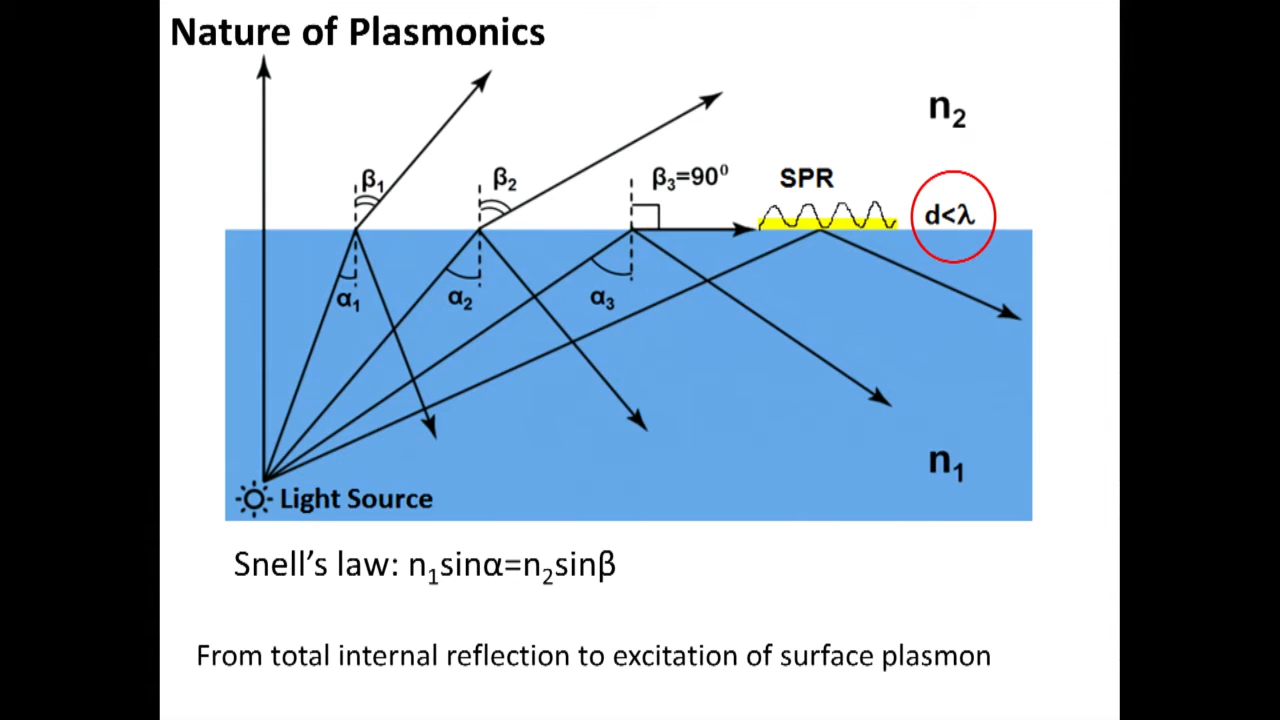 Nature of Plasmonics
n₂
β₁
β₂
β₃=90⁰
SPR
d<λ
α₁
α₂
α₃
n₁
Light Source
Snell’s law: n₁sinα=n₂sinβ
From total internal reflection to excitation of surface plasmon